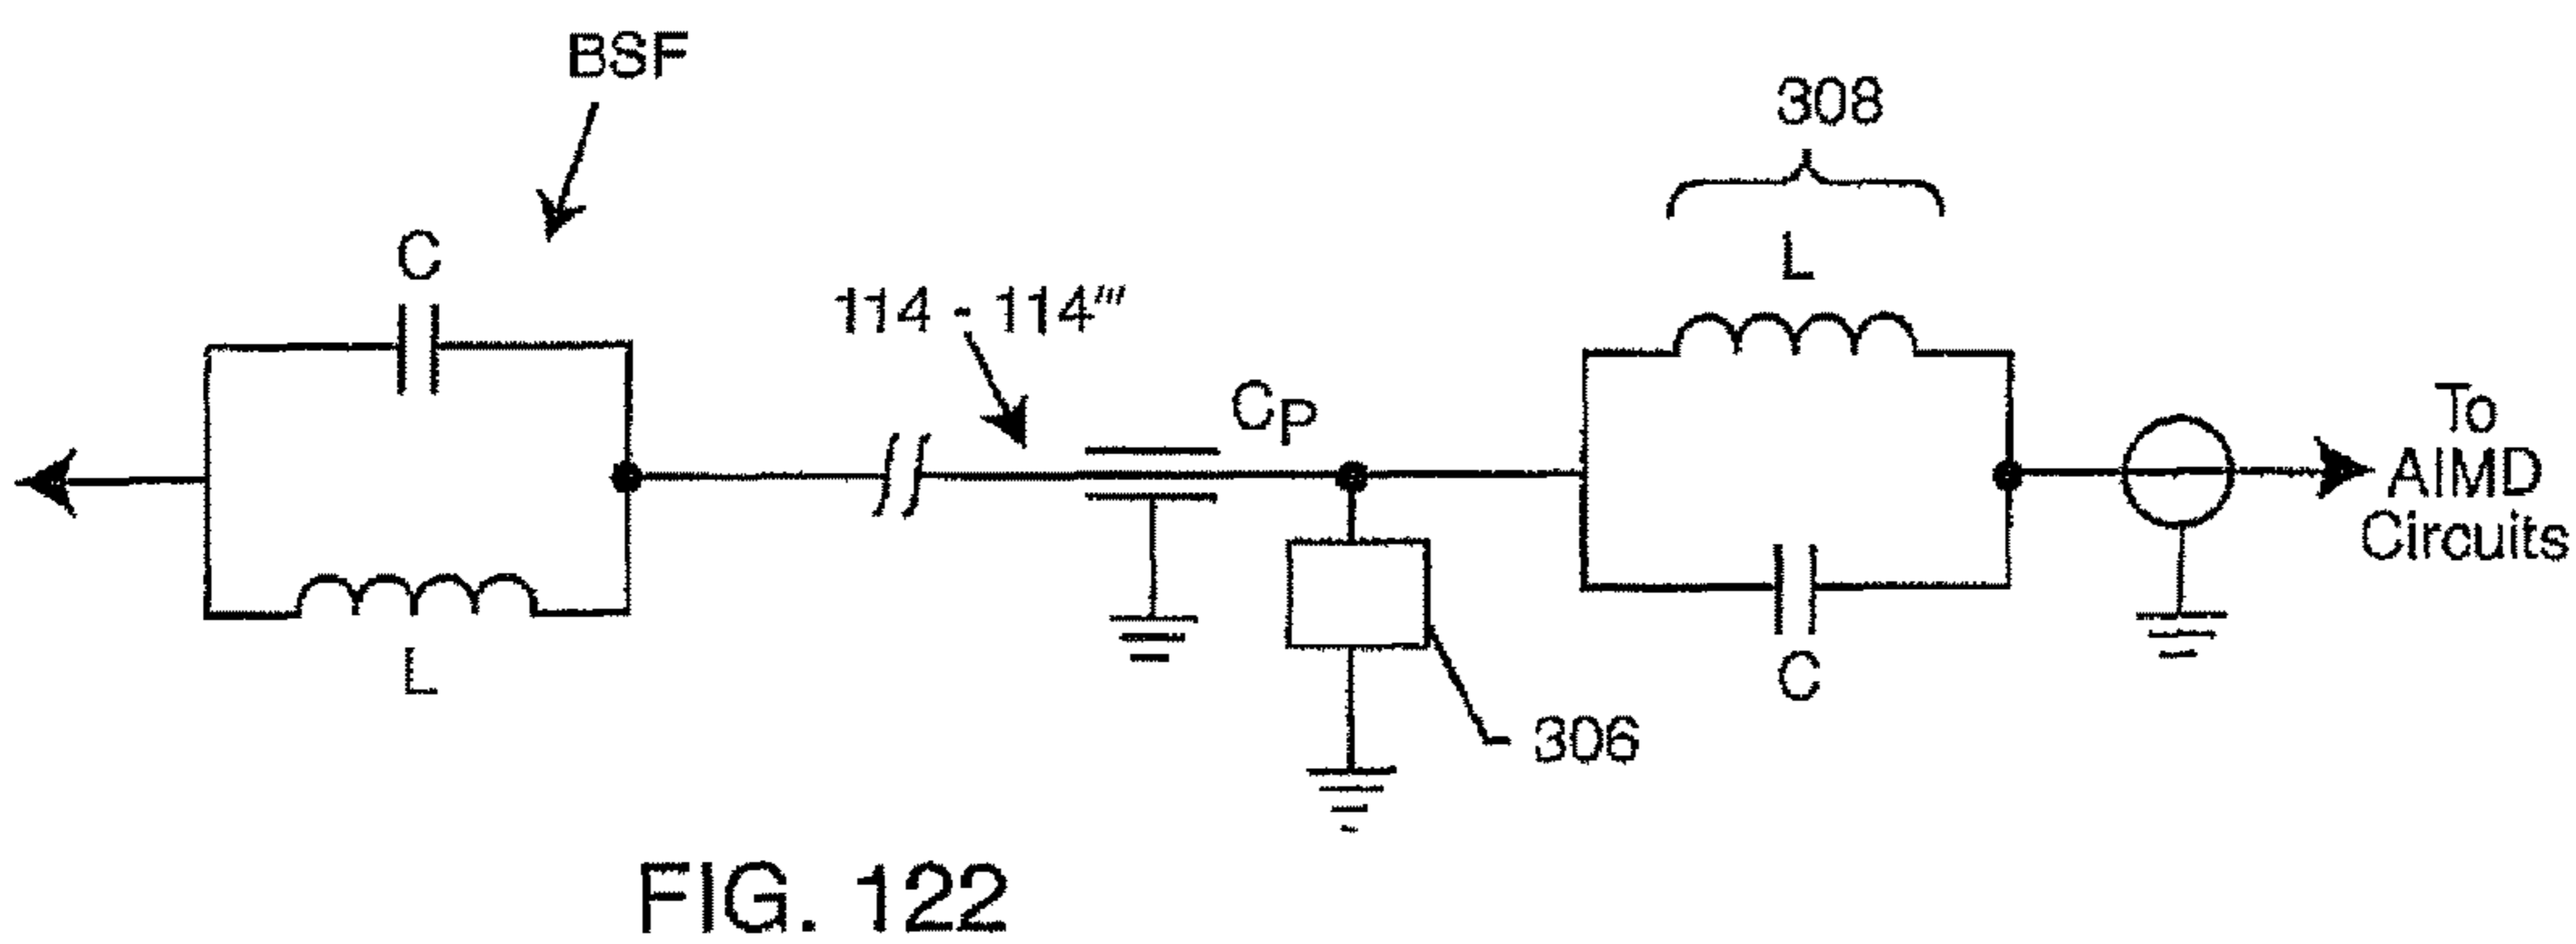 BSF
308
C
L
114 - 114'''
CP
To
AIMD
Circuits
L
C
306
FIG. 122